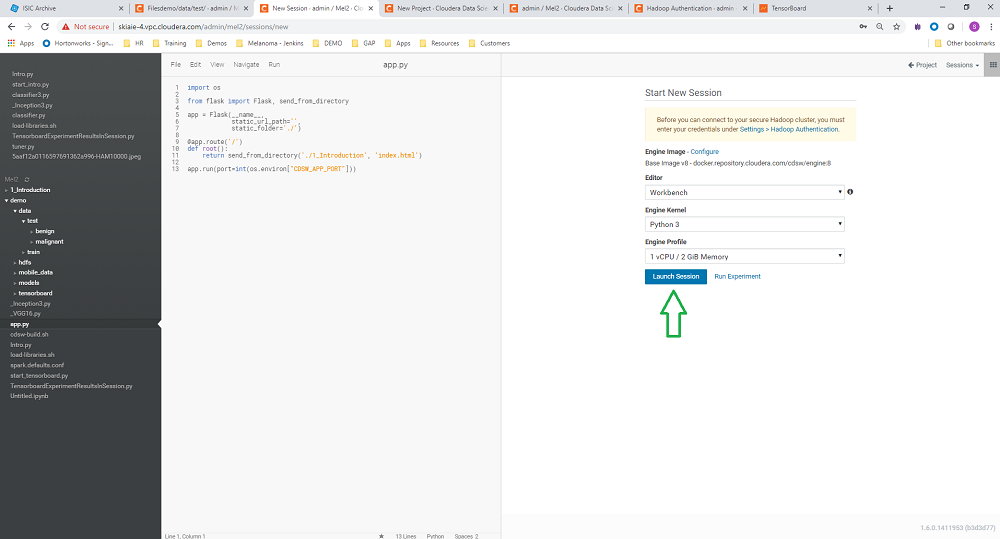 ISIC Archive
Filesdemo/data/test/ - admin / M
New Session - admin / Mel2 - C
New Project - Cloudera Data Scie
admin / Mel2 - Cloudera Data Sc
Hadoop Authentication - admin -
TensorBoard
Not secure | skiaie-4.vpc.cloudera.com/admin/mel2/sessions/new
Apps
Hortonworks - Sign...
HR
Training
Demos
Melanoma - Jenkins
DEMO
GAP
Apps
Resources
Customers
Other bookmarks
Intro.py
start_intro.py
classifier3.py
_Inception3.py
classifier.py
load-libraries.sh
TensorboardExperimentResultsInSession.py
tuner.py
5aaf12a0116597691362a996-HAM10000.jpeg
Mel2
1_Introduction
demo
data
test
benign
malignant
train
hdfs
mobile_data
models
tensorboard
_Inception3.py
_VGG16.py
app.py
cdsw-build.sh
Intro.py
load-libraries.sh
spark.defaults.conf
start_tensorboard.py
TensorboardExperimentResultsInSession.py
Untitled.ipynb
File Edit View Navigate Run app.py
1 import os
2
3 from flask import Flask, send_from_directory
4
5 app = Flask(__name__,
6 static_url_path='',
7 static_folder='./')
8
9 @app.route('/')
10 def root():
11 return send_from_directory('./1_Introduction', 'index.html')
12
13 app.run(port=int(os.environ["CDSW_APP_PORT"]))
Line 1, Column 1 ★ 13 Lines Python Spaces 2
Project Sessions
Start New Session
Before you can connect to your secure Hadoop cluster, you must
enter your credentials under Settings > Hadoop Authentication.
Engine Image - Configure
Base Image v8 - docker.repository.cloudera.com/cdsw/engine:8
Editor
Workbench
Engine Kernel
Python 3
Engine Profile
1 vCPU / 2 GiB Memory
Launch Session Run Experiment
1.6.0.1411953 (b3d3d77)